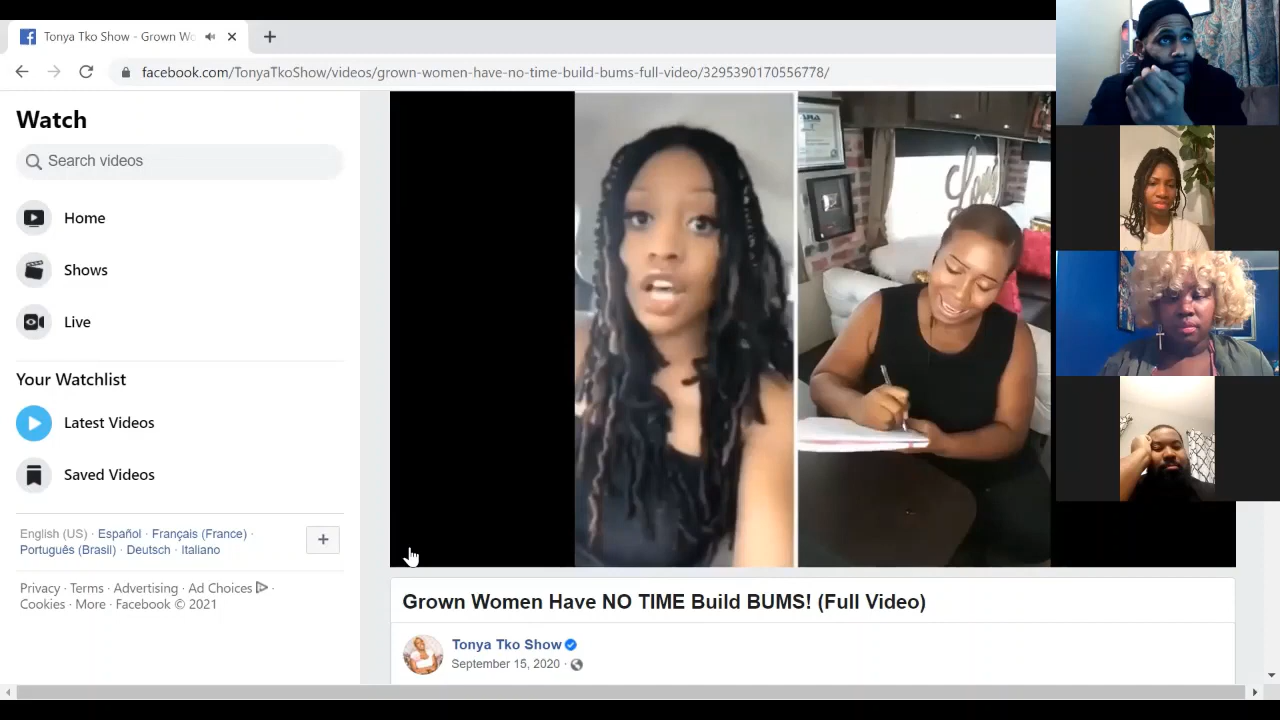 Tonya Tko Show - Grown Wo
facebook.com/TonyaTkoShow/videos/grown-women-have-no-time-build-bums-full-video/3295390170556778/
Watch
Search videos
Home
Shows
Live
Your Watchlist
Latest Videos
Saved Videos
English (US) · Español · Français (France) ·
Português (Brasil) · Deutsch · Italiano
Privacy · Terms · Advertising · Ad Choices ·
Cookies · More · Facebook © 2021
Love
Grown Women Have NO TIME Build BUMS! (Full Video)
Tonya Tko Show
September 15, 2020 ·